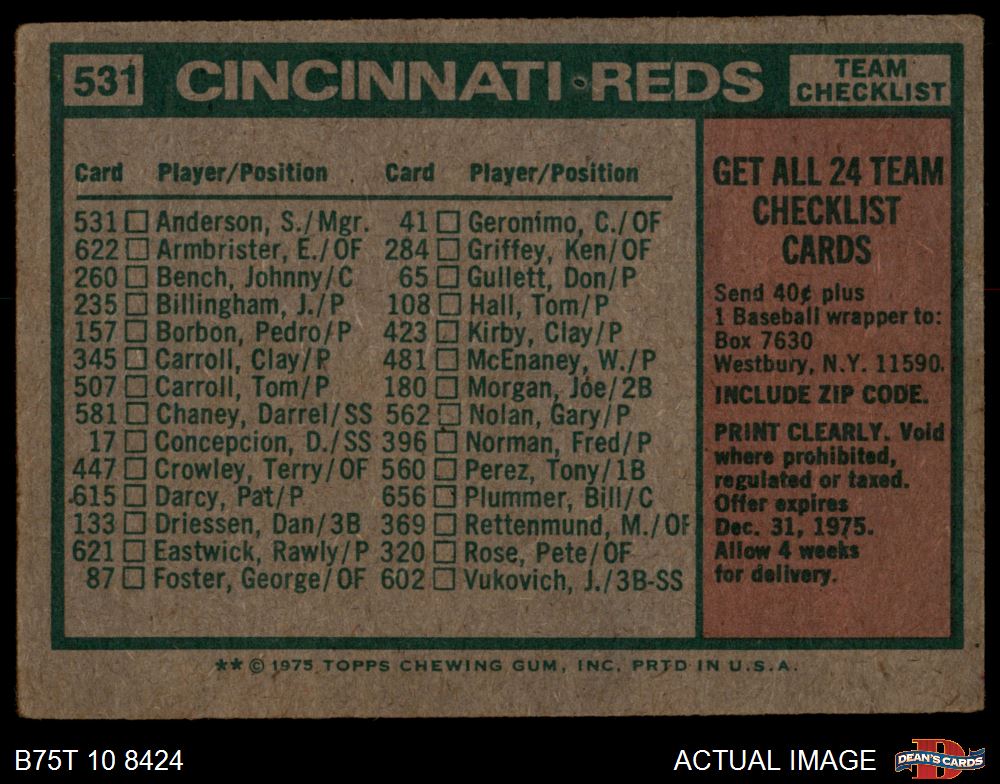 531 CINCINNATI·REDS TEAM CHECKLIST
Card Player/Position
531 □ Anderson, S./Mgr.
622 □ Armbrister, E./OF
260 □ Bench, Johnny/C
235 □ Billingham, J./P
157 □ Borbon, Pedro/P
345 □ Carroll, Clay/P
507 □ Carroll, Tom/P
581 □ Chaney, Darrel/SS
17 □ Concepcion, D./SS
447 □ Crowley, Terry/OF
615 □ Darcy, Pat/P
133 □ Driessen, Dan/3B
621 □ Eastwick, Rawly/P
87 □ Foster, George/OF
Card Player/Position
41 □ Geronimo, C./OF
284 □ Griffey, Ken/OF
65 □ Gullett, Don/P
108 □ Hall, Tom/P
423 □ Kirby, Clay/P
481 □ McEnaney, W./P
180 □ Morgan, Joe/2B
562 □ Nolan, Gary/P
396 □ Norman, Fred/P
560 □ Perez, Tony/1B
656 □ Plummer, Bill/C
369 □ Rettenmund, M./OF
320 □ Rose, Pete/OF
602 □ Vukovich, J./3B-SS
GET ALL 24 TEAM
CHECKLIST
CARDS
Send 40¢ plus
1 Baseball wrapper to:
Box 7630
Westbury, N.Y. 11590.
INCLUDE ZIP CODE.
PRINT CLEARLY. Void
where prohibited,
regulated or taxed.
Offer expires
Dec. 31, 1975.
Allow 4 weeks
for delivery.
** © 1975 TOPPS CHEWING GUM, INC. PRTD IN U.S.A.
B75T 10 8424
ACTUAL IMAGE
D
DEAN'S CARDS